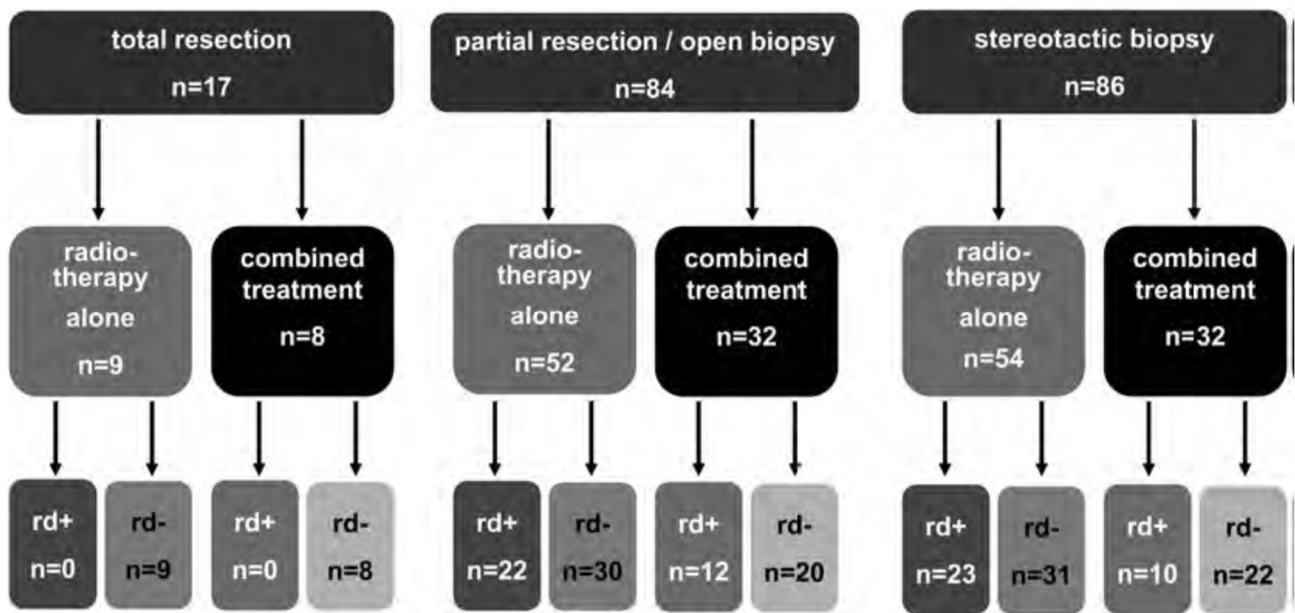 total resection
n=17
partial resection / open biopsy
n=84
stereotactic biopsy
n=86
radio-
therapy
alone
n=9
combined
treatment
n=8
radio-
therapy
alone
n=52
combined
treatment
n=32
radio-
therapy
alone
n=54
combined
treatment
n=32
rd+
n=0
rd-
n=9
rd+
n=0
rd-
n=8
rd+
n=22
rd-
n=30
rd+
n=12
rd-
n=20
rd+
n=23
rd-
n=31
rd+
n=10
rd-
n=22